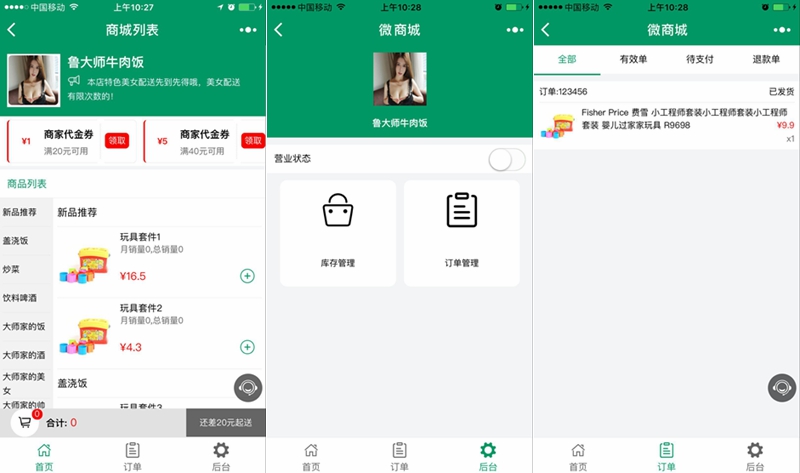 中国移动
上午10:27
商城列表
鲁大师牛肉饭
本店特色美女配送先到先得哦，美女配送
有限次数的！
¥1
商家代金券
满20元可用
领取
¥5
商家代金券
满40元可用
领取
商品列表
新品推荐
盖浇饭
炒菜
饮料啤酒
大师家的饭
大师家的酒
大师家的美
女
大师家的帅
新品推荐
玩具套件1
月销量0,总销量0
¥16.5
玩具套件2
月销量0,总销量0
¥4.3
盖浇饭
玩具套件3
0
合计: 0
还差20元起送
首页
订单
后台
中国移动
上午10:28
微商城
鲁大师牛肉饭
营业状态
库存管理
订单管理
首页
订单
后台
中国移动
上午10:28
微商城
全部
有效单
待支付
退款单
订单:123456
已发货
Fisher Price 费雪 小工程师套装小工程师套装小工程师
套装 婴儿过家家玩具 R9698
¥9.9
x1
首页
订单
后台